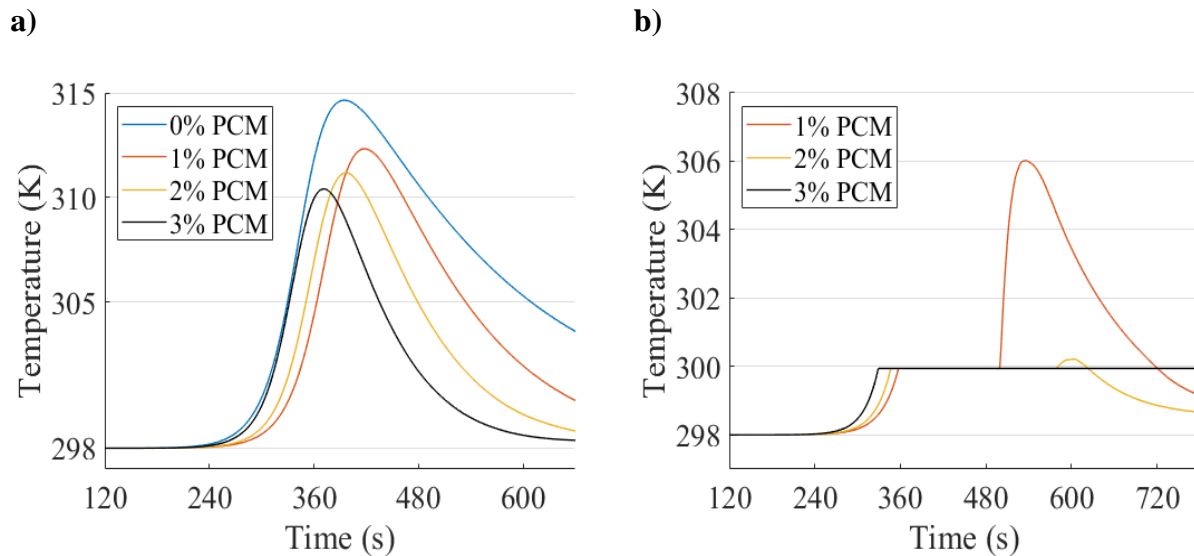 a)
315
310
305
298
Temperature (K)
0% PCM
1% PCM
2% PCM
3% PCM
120 240 360 480 600
Time (s)
b)
308
306
304
302
300
298
Temperature (K)
1% PCM
2% PCM
3% PCM
120 240 360 480 600 720
Time (s)